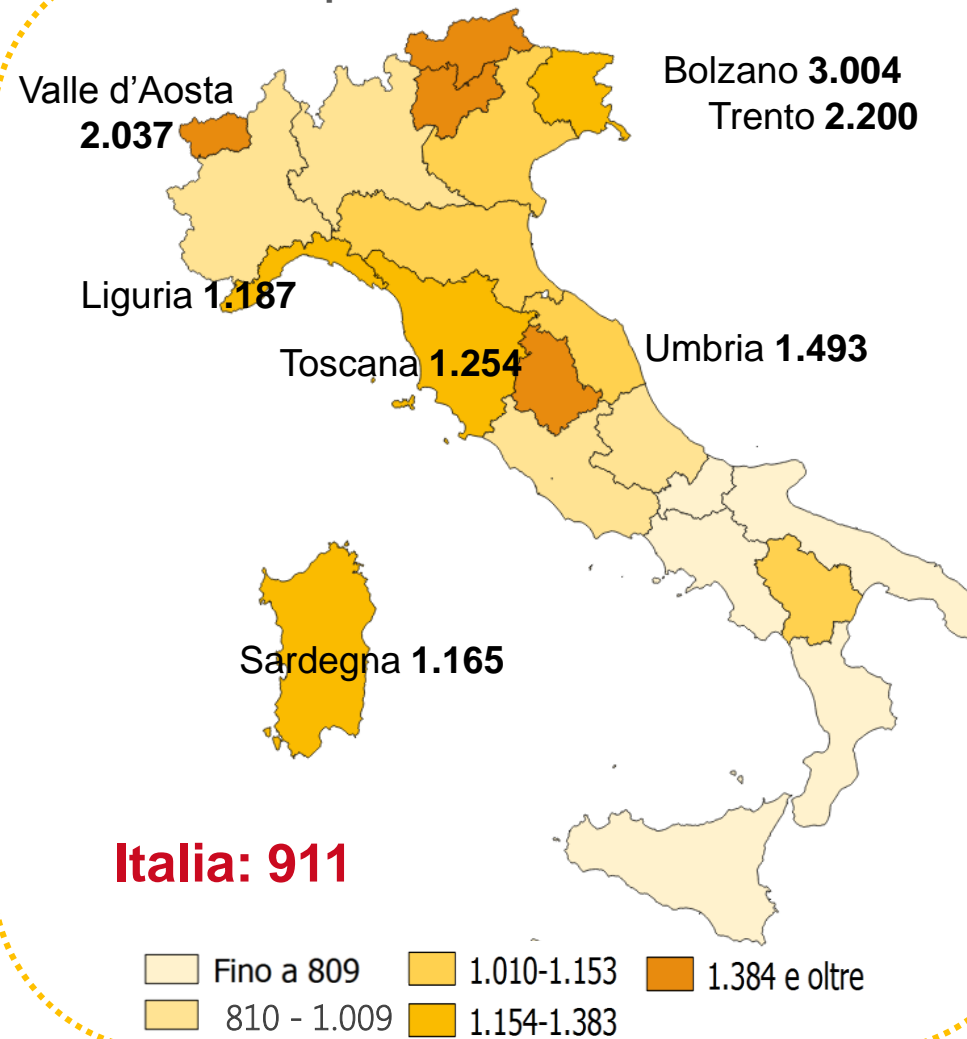 Valle d’Aosta
2.037
Bolzano 3.004
Trento 2.200
Liguria 1.187
Toscana 1.254
Umbria 1.493
Sardegna 1.165
Italia: 911
Fino a 809
1.010-1.153
1.384 e oltre
810 - 1.009
1.154-1.383